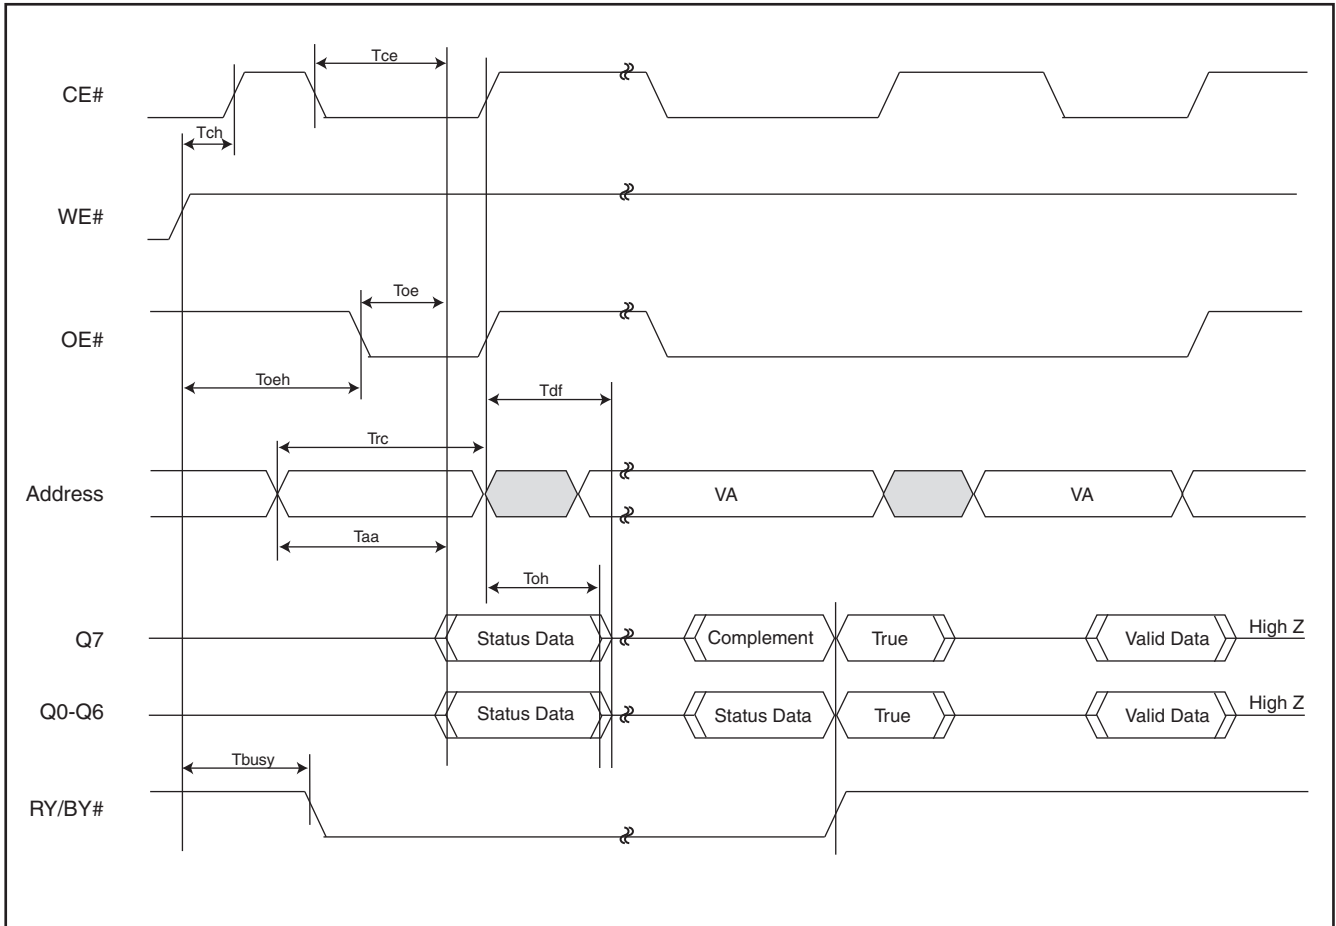 Tce
CE#
Tch
WE#
Toe
OE#
Toeh
Tdf
Trc
Address
VA
VA
Taa
Toh
Q7
Status Data
Complement
True
Valid Data
High Z
Q0-Q6
Status Data
Status Data
True
Valid Data
High Z
Tbusy
RY/BY#